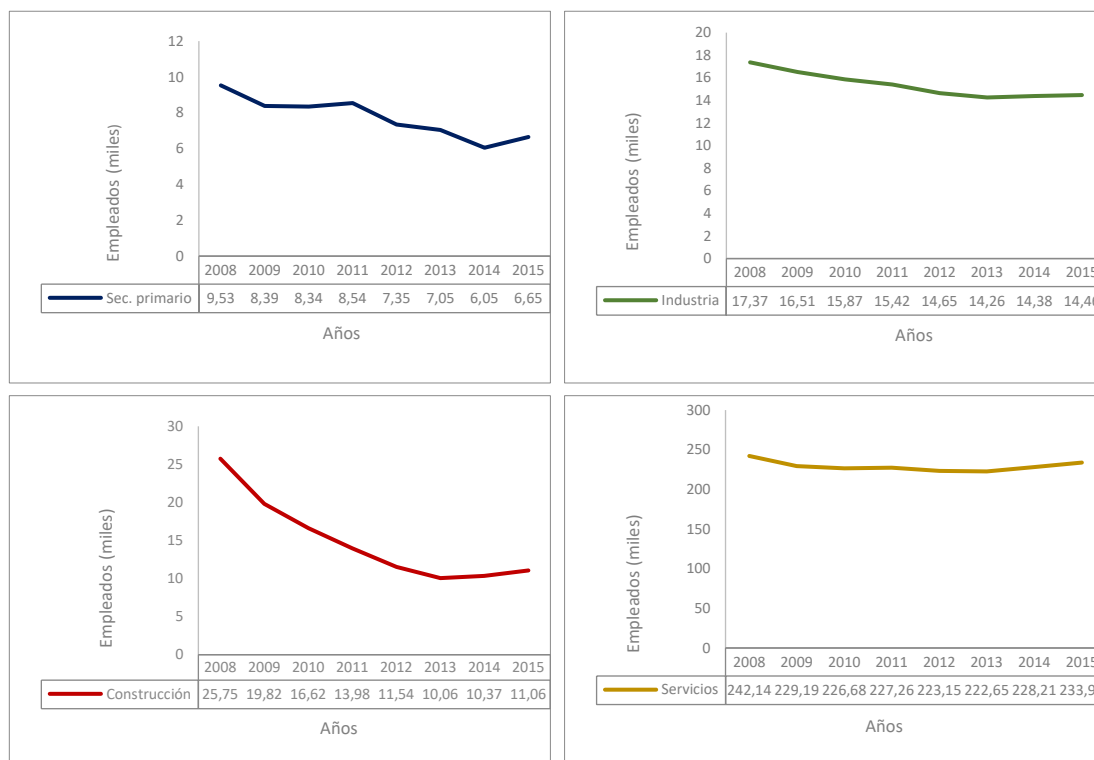 12
10
8
6
4
2
0
Empleados (miles)
2008 2009 2010 2011 2012 2013 2014 2015
Sec. primario 9,53 8,39 8,34 8,54 7,35 7,05 6,05 6,65
Años
20
18
16
14
12
10
8
6
4
2
0
Empleados (miles)
2008 2009 2010 2011 2012 2013 2014 2015
Industria 17,37 16,51 15,87 15,42 14,65 14,26 14,38 14,46
Años
30
25
20
15
10
5
0
Empleados (miles)
2008 2009 2010 2011 2012 2013 2014 2015
Construcción 25,75 19,82 16,62 13,98 11,54 10,06 10,37 11,06
Años
300
250
200
150
100
50
0
Empleados (miles)
2008 2009 2010 2011 2012 2013 2014 2015
Servicios 242,14 229,19 226,68 227,26 223,15 222,65 228,21 233,9
Años